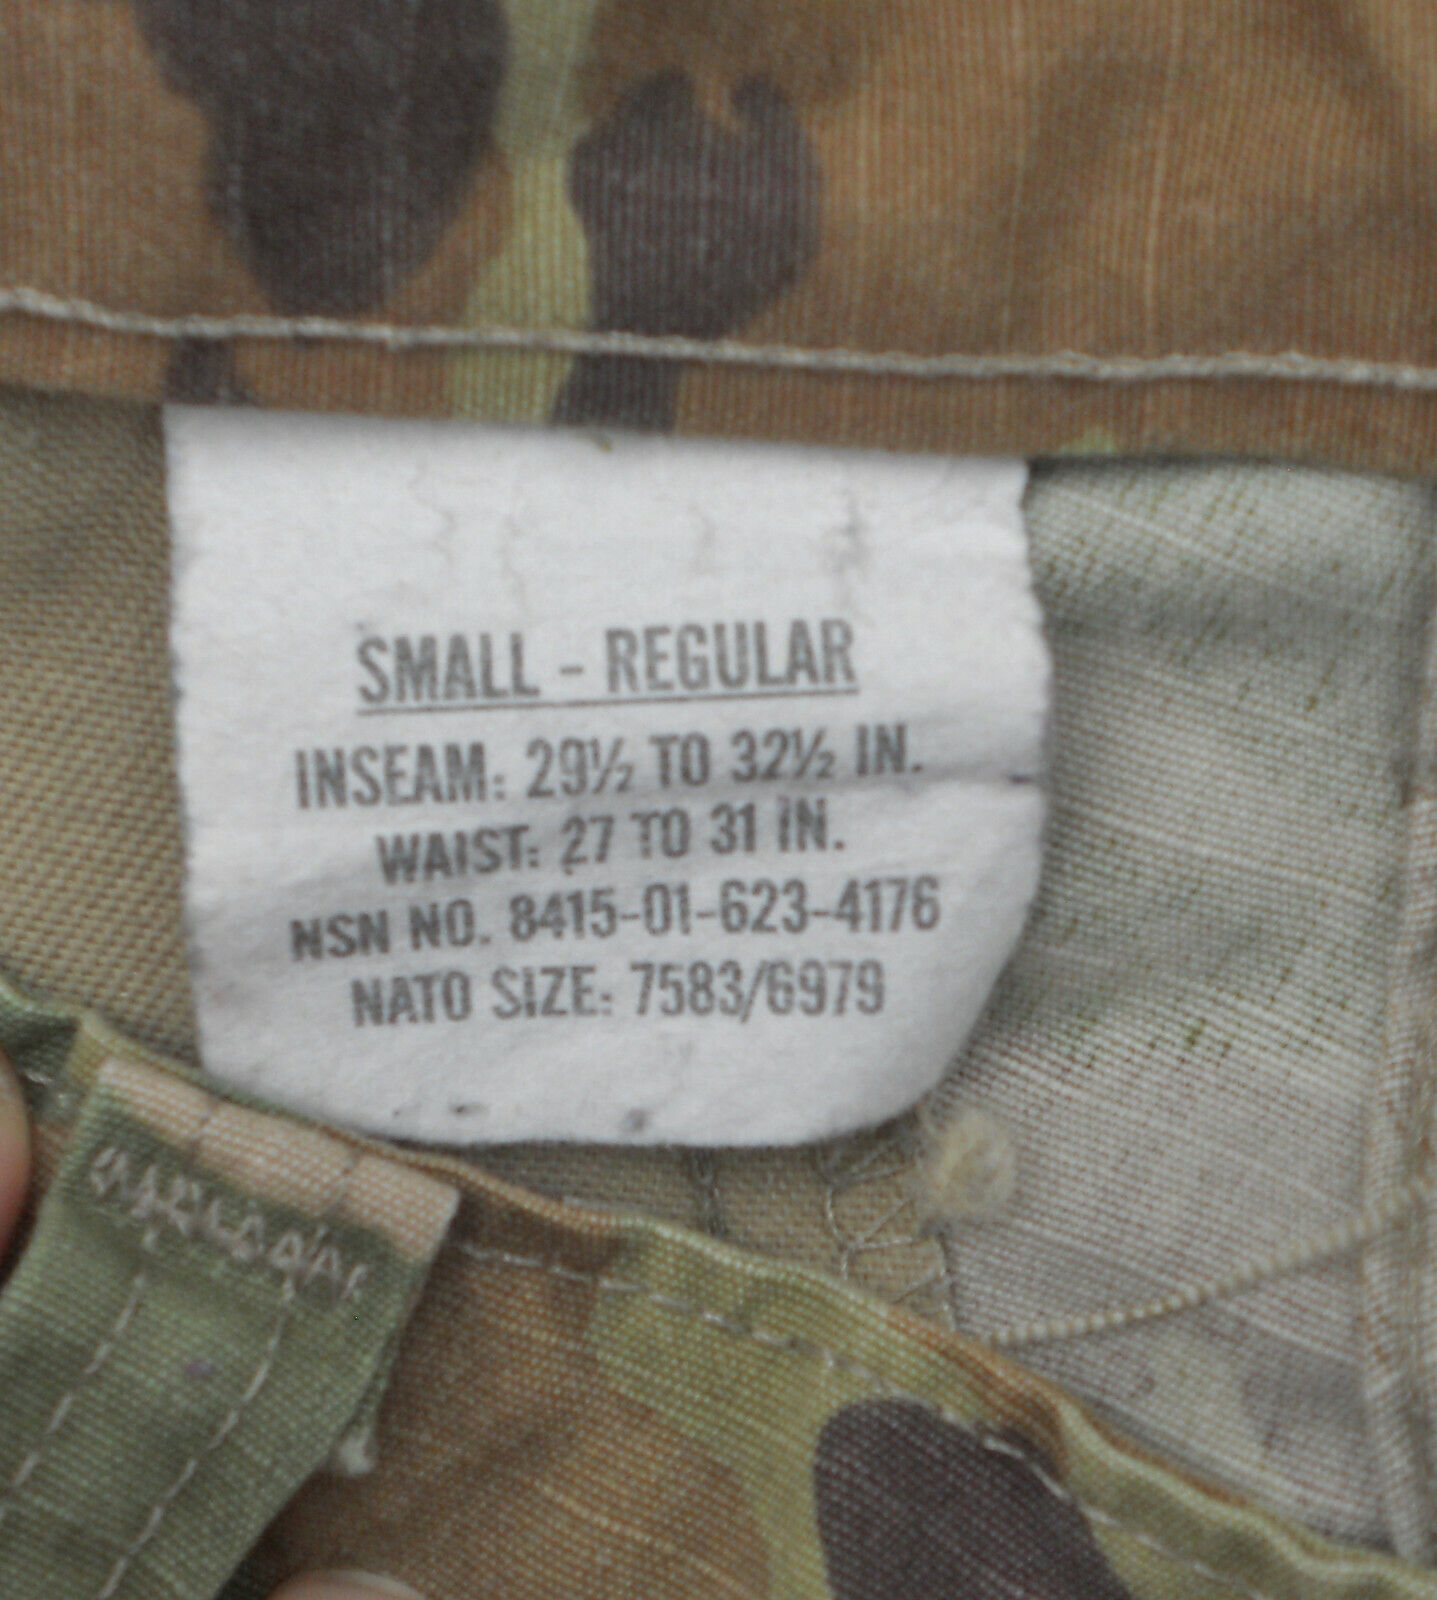 SMALL - REGULAR
INSEAM: 29½ TO 32½ IN.
WAIST: 27 TO 31 IN.
NSN NO. 8415-01-623-4176
NATO SIZE: 7583/6979